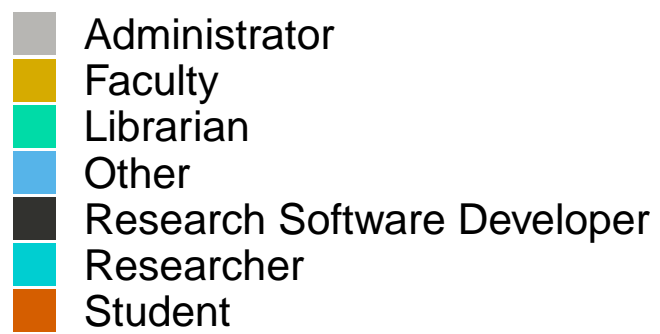 Administrator
Faculty
Librarian
Other
Research Software Developer
Researcher
Student